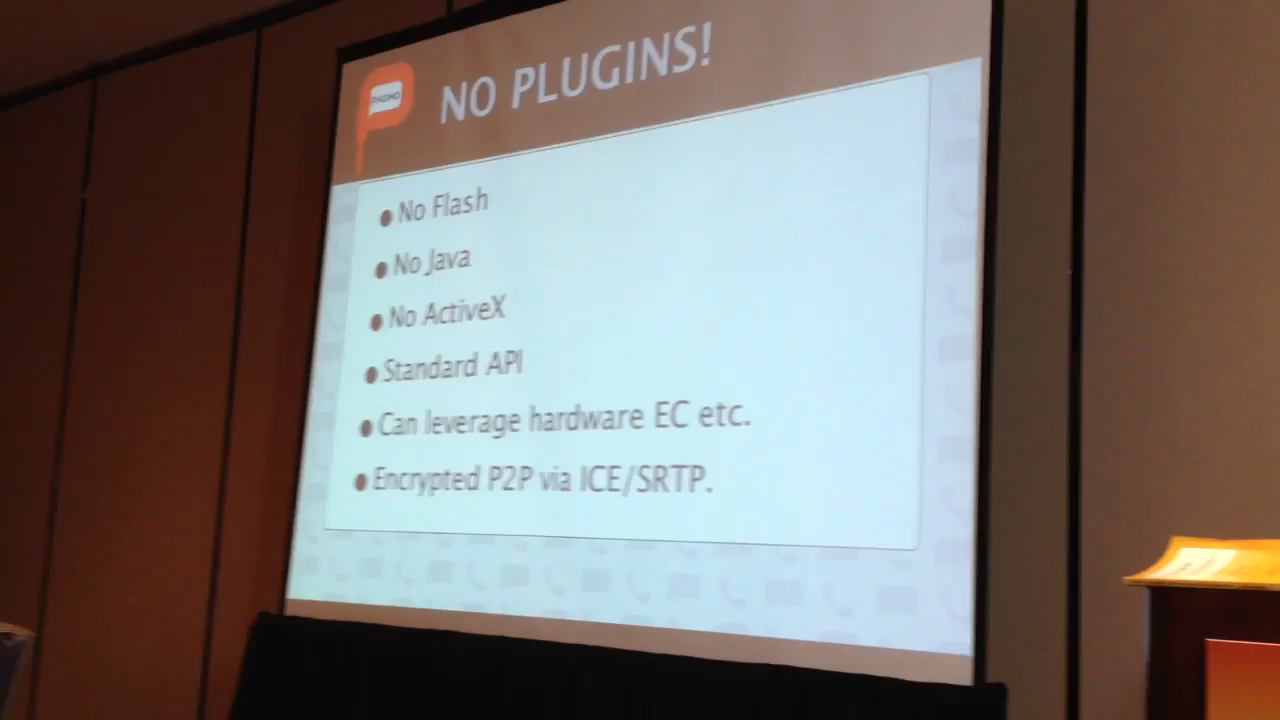 PHONO
NO PLUGINS!
No Flash
No Java
No ActiveX
Standard API
Can leverage hardware EC etc.
Encrypted P2P via ICE/SRTP.